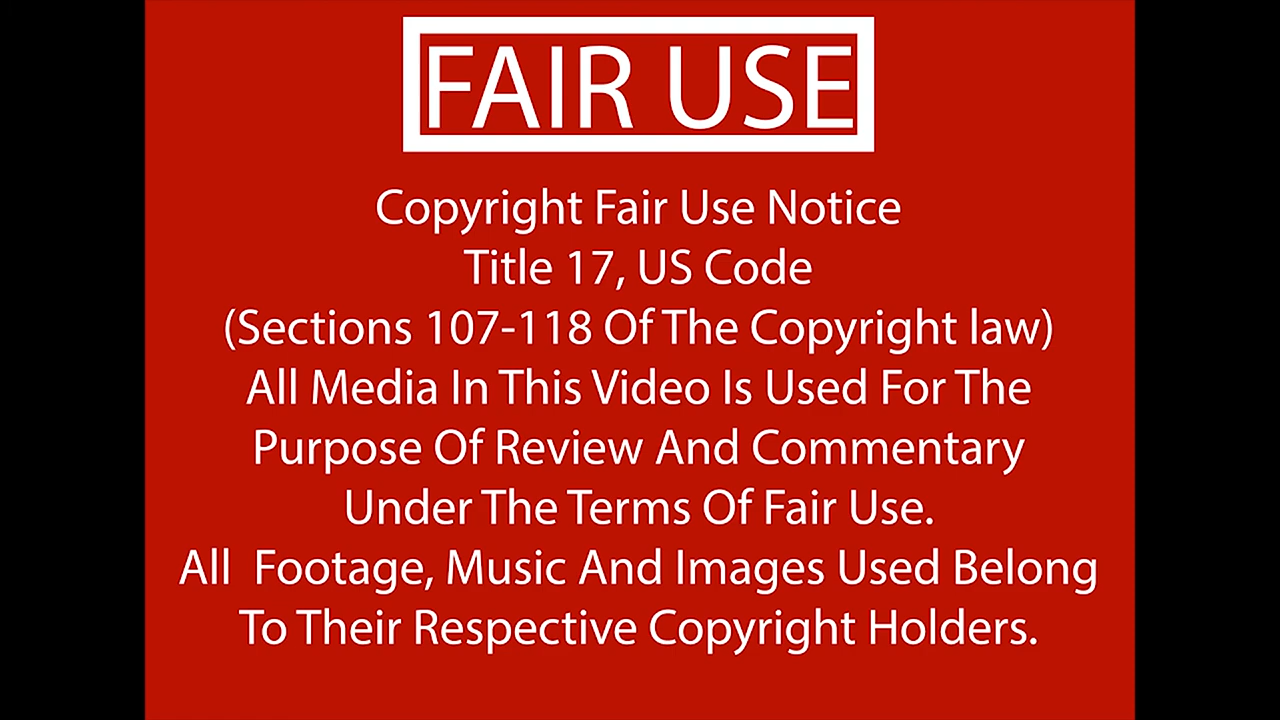 FAIR USE
Copyright Fair Use Notice
Title 17, US Code
(Sections 107-118 Of The Copyright law)
All Media In This Video Is Used For The
Purpose Of Review And Commentary
Under The Terms Of Fair Use.
All  Footage, Music And Images Used Belong
To Their Respective Copyright Holders.